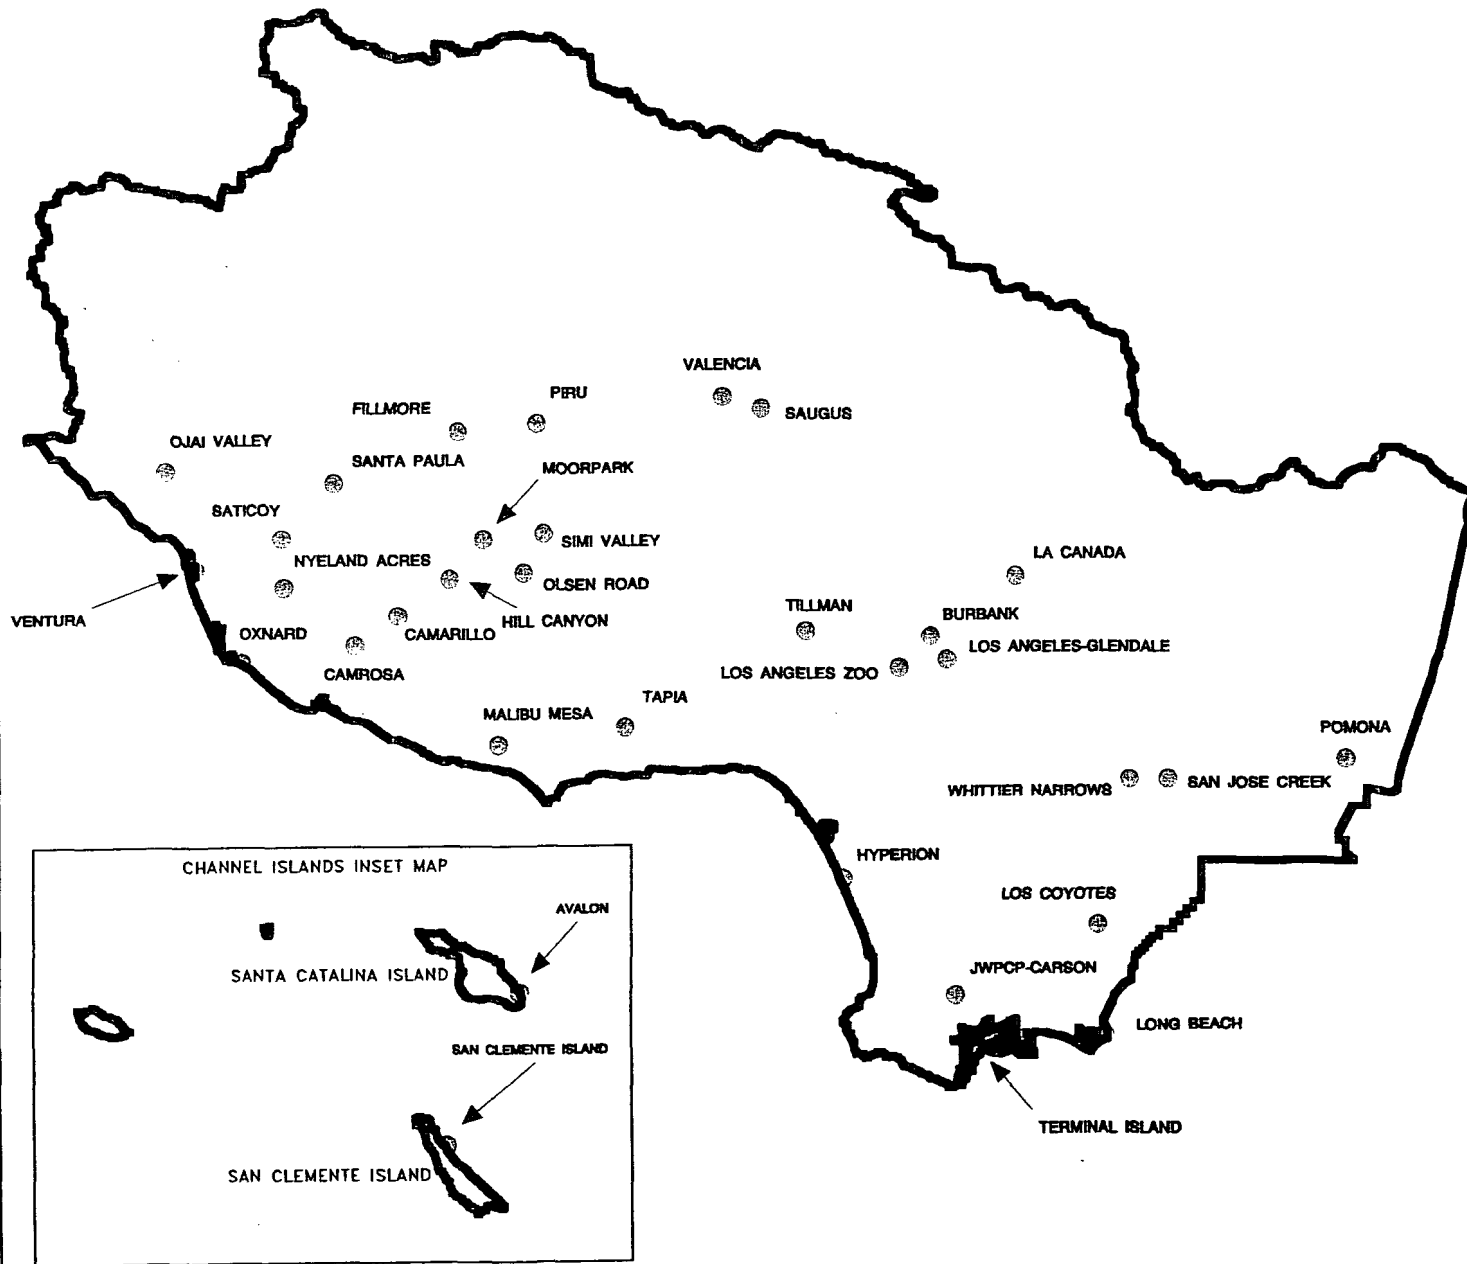 VALENCIA
PIRU
FILLMORE
SAUGUS
OJAI VALLEY
SANTA PAULA
MOORPARK
SATICOY
SIMI VALLEY
NYELAND ACRES
LA CANADA
OLSEN ROAD
TILLMAN
BURBANK
VENTURA
HILL CANYON
OXNARD
CAMARILLO
LOS ANGELES-GLENDALE
CAMROSA
LOS ANGELES ZOO
TAPIA
MALIBU MESA
POMONA
WHITTIER NARROWS
SAN JOSE CREEK
HYPERION
LOS COYOTES
JWPCP-CARSON
LONG BEACH
TERMINAL ISLAND
CHANNEL ISLANDS INSET MAP
AVALON
SANTA CATALINA ISLAND
SAN CLEMENTE ISLAND
SAN CLEMENTE ISLAND